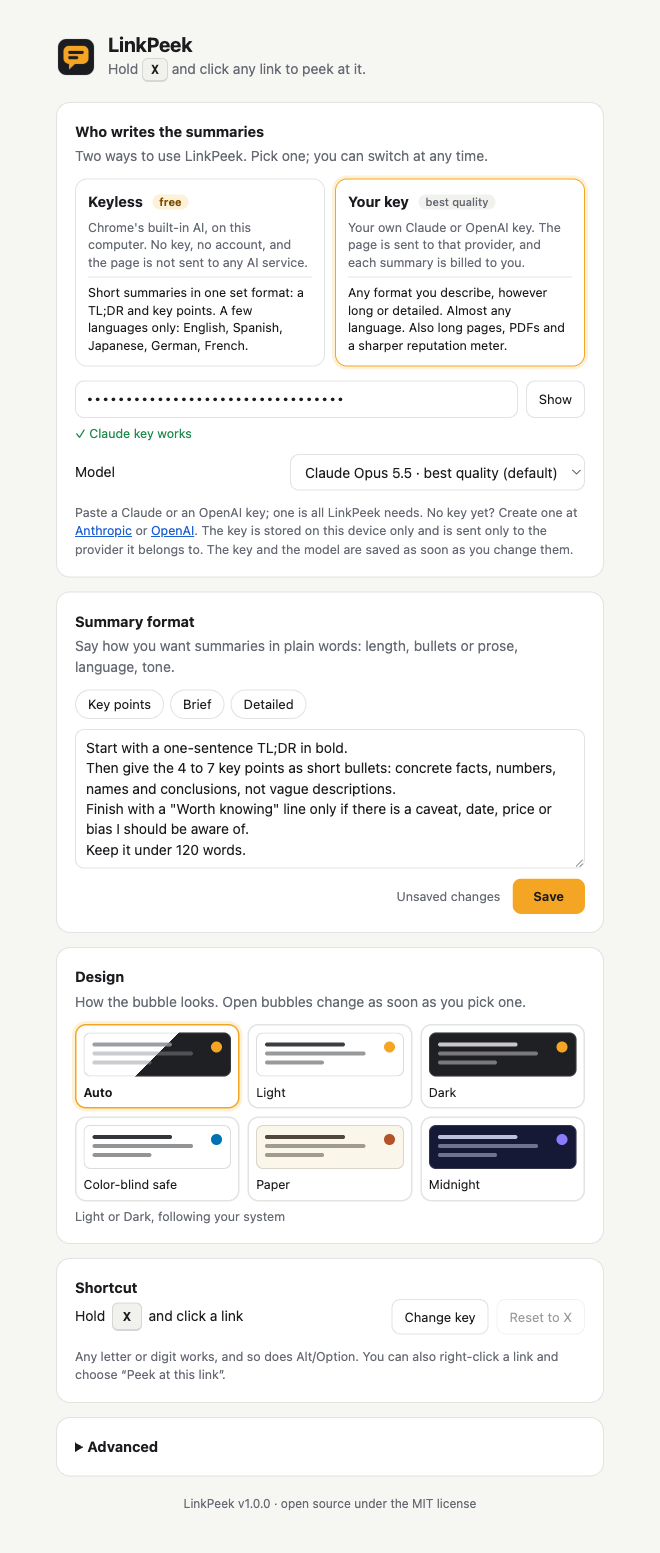 LinkPeek
Hold X and click any link to peek at it.
Who writes the summaries
Two ways to use LinkPeek. Pick one; you can switch at any time.
Keyless free
Chrome's built-in AI, on this
computer. No key, no account, and
the page is not sent to any AI service.
Short summaries in one set format: a
TL;DR and key points. A few
languages only: English, Spanish,
Japanese, German, French.
Your key best quality
Your own Claude or OpenAI key. The
page is sent to that provider, and
each summary is billed to you.
Any format you describe, however
long or detailed. Almost any
language. Also long pages, PDFs and
a sharper reputation meter.
•••••••••••••••••••••••••••••••• Show
✓ Claude key works
Model Claude Opus 5.5 · best quality (default)
Paste a Claude or an OpenAI key; one is all LinkPeek needs. No key yet? Create one at
Anthropic or OpenAI. The key is stored on this device only and is sent only to the
provider it belongs to. The key and the model are saved as soon as you change them.
Summary format
Say how you want summaries in plain words: length, bullets or prose,
language, tone.
Key points Brief Detailed
Start with a one-sentence TL;DR in bold.
Then give the 4 to 7 key points as short bullets: concrete facts, numbers,
names and conclusions, not vague descriptions.
Finish with a "Worth knowing" line only if there is a caveat, date, price or
bias I should be aware of.
Keep it under 120 words.
Unsaved changes Save
Design
How the bubble looks. Open bubbles change as soon as you pick one.
Auto Light Dark
Color-blind safe Paper Midnight
Light or Dark, following your system
Shortcut
Hold X and click a link Change key Reset to X
Any letter or digit works, and so does Alt/Option. You can also right-click a link and
choose “Peek at this link”.
▶ Advanced
LinkPeek v1.0.0 · open source under the MIT license